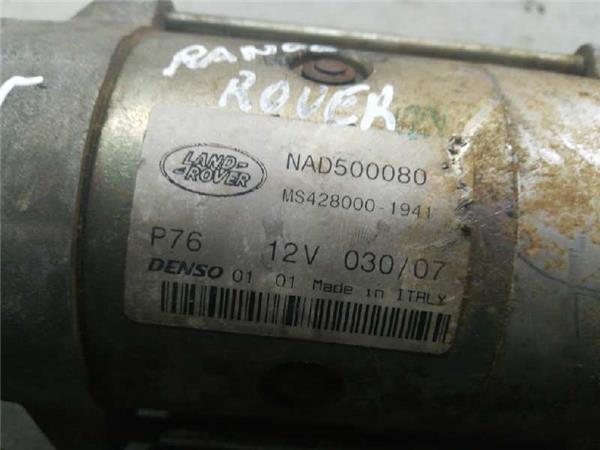 RANGE
ROVER
LAND-
ROVER
NAD500080
MS428000-1941
P76 12V 030/07
DENSO 01 01 Made in ITALY